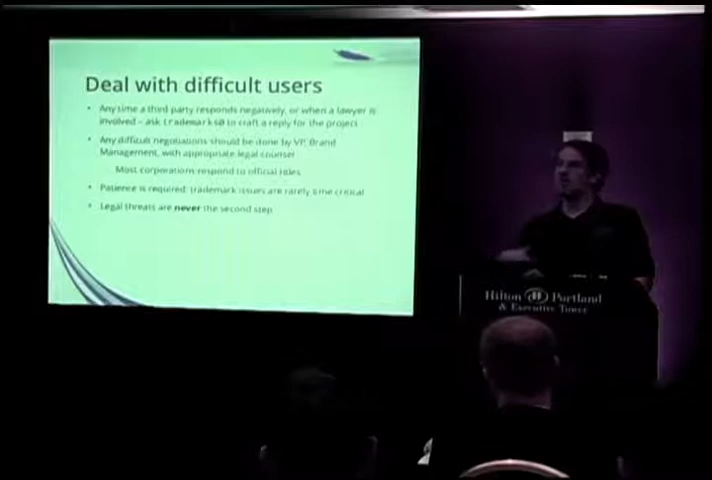 Deal with difficult users
• Any time a third party responds negatively, or when a lawyer is
involved – ask trademarks@ to craft a reply for the project
• Any difficult negotiations should be done by VP, Brand
Management, with appropriate legal counsel
Most corporations respond to official titles
• Patience is required: trademark issues are rarely time critical
• Legal threats are never the second step
Hilton Portland
& Executive Tower